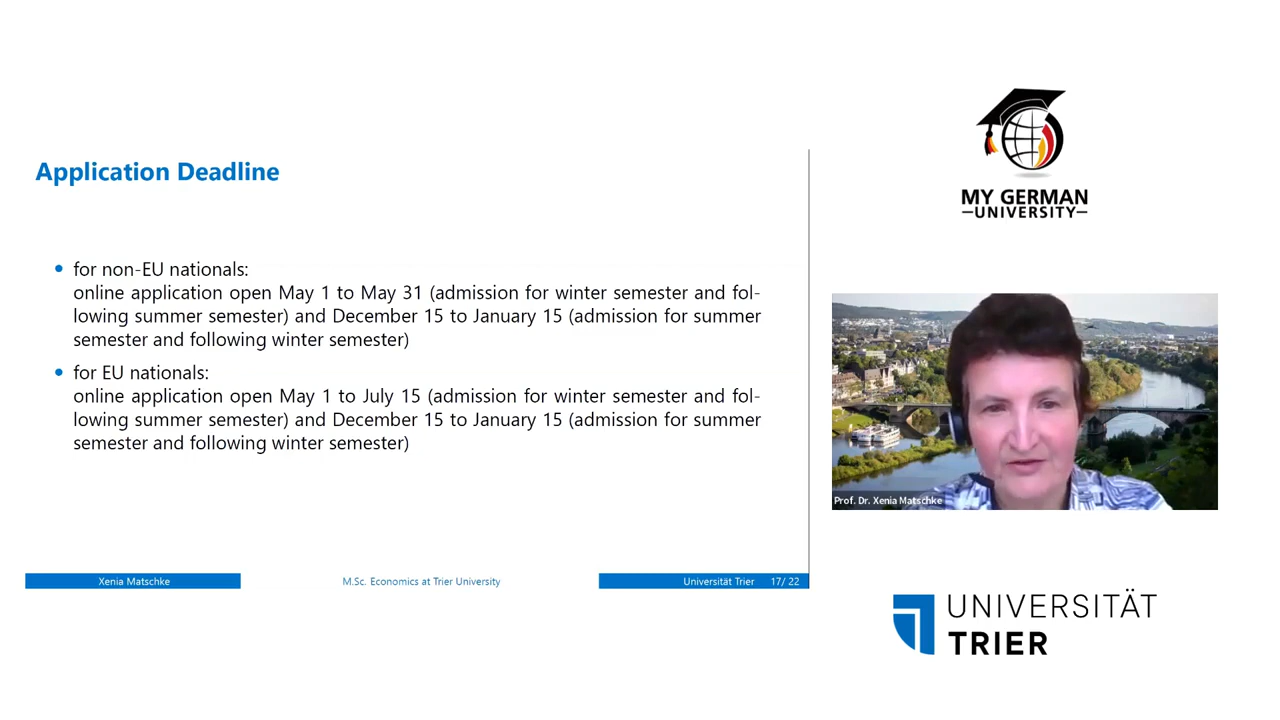 Application Deadline
• for non-EU nationals:
online application open May 1 to May 31 (admission for winter semester and fol-
lowing summer semester) and December 15 to January 15 (admission for summer
semester and following winter semester)
• for EU nationals:
online application open May 1 to July 15 (admission for winter semester and fol-
lowing summer semester) and December 15 to January 15 (admission for summer
semester and following winter semester)
Xenia Matschke
M.Sc. Economics at Trier University
Universität Trier 17/ 22
MY GERMAN
UNIVERSITY
Prof. Dr. Xenia Matschke
UNIVERSITÄT
TRIER